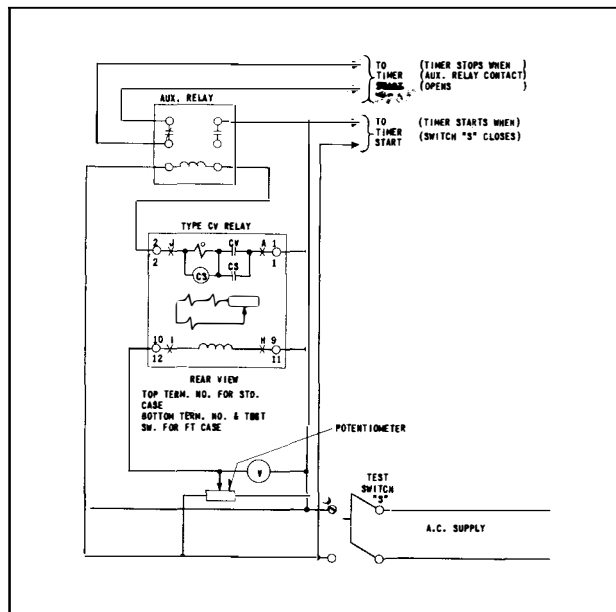 TO (TIMER STOPS WHEN )
TIMER (AUX. RELAY CONTACT)
(OPENS )
AUX. RELAY
TO (TIMER STARTS WHEN)
TIMER
START (SWITCH "S" CLOSES)
TYPE CV RELAY
2 J CV A 1
2 CS 1
CS
10 I H 9
12 11
REAR VIEW
TOP TERM. NO. FOR STD.
CASE
BOTTOM TERM. NO. & TEST
SW. FOR FT CASE
POTENTIOMETER
V
TEST
SWITCH
"S"
A.C. SUPPLY